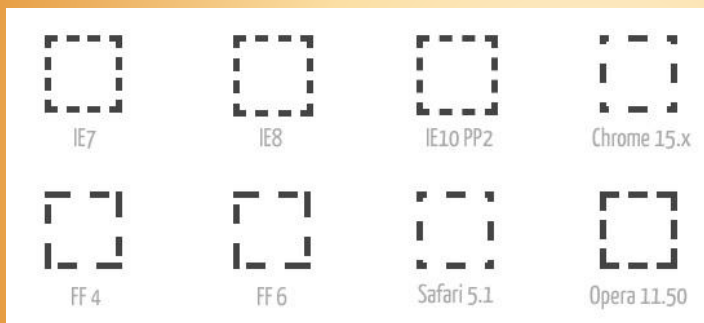 IE7 IE8 IE10 PP2 Chrome 15.x
FF 4 FF 6 Safari 5.1 Opera 11.50